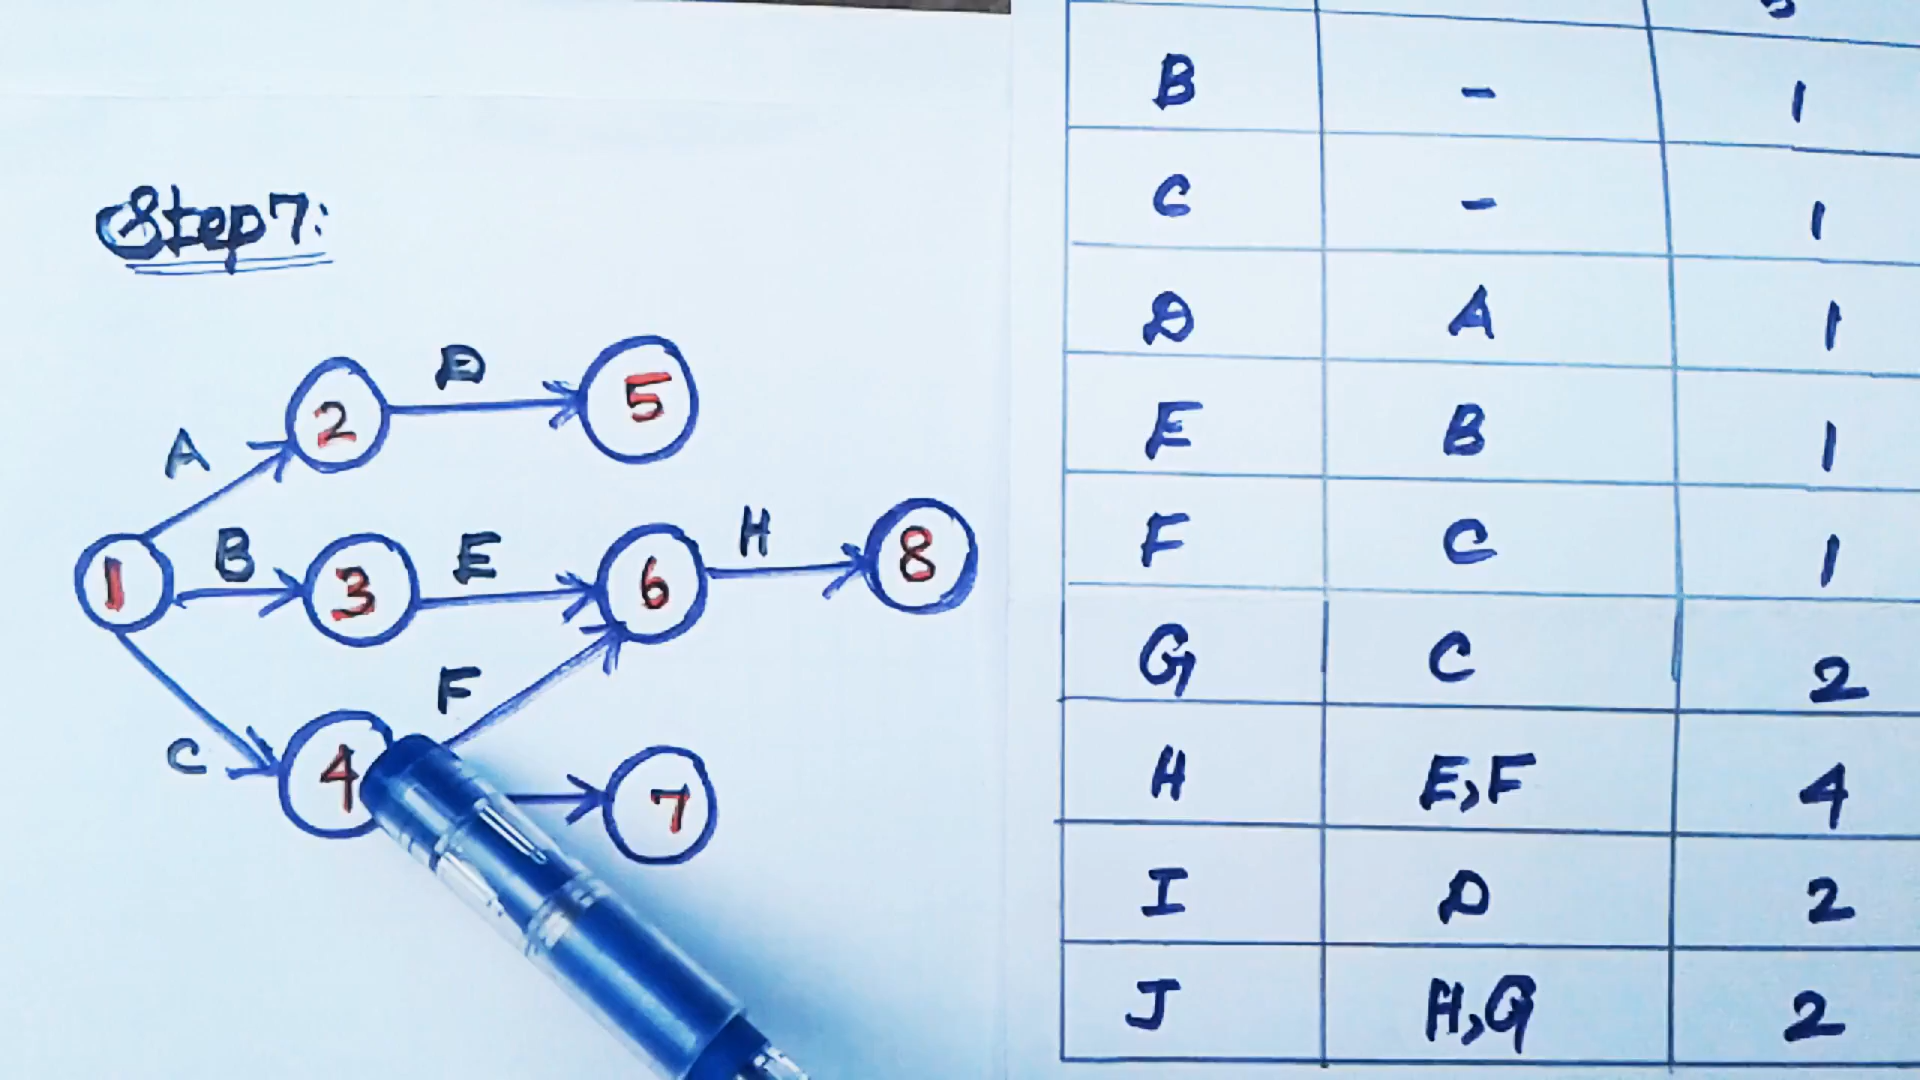 Step 7:
A D
2 5
B E H
1 3 6 8
C F
4 7
B - 1
C - 1
D A 1
E B 1
F C 1
G C 2
H E,F 4
I D 2
J H,G 2